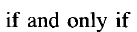 if and only if